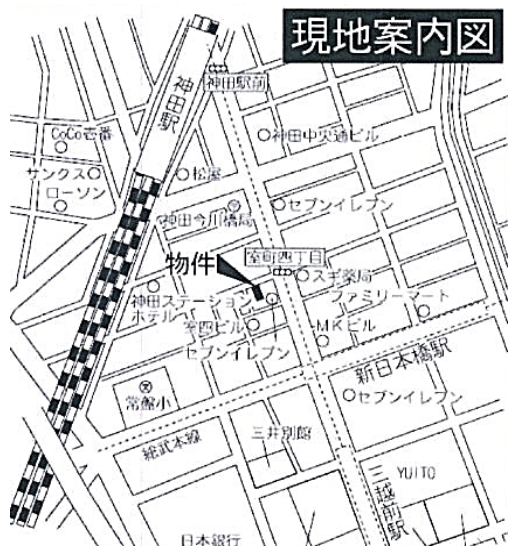 現地案内図
神田駅
神田駅前
CoCo壱番
神田中央通ビル
サンクス
松屋
ローソン
セブンイレブン
神田今川橋局
室町四丁目
物件
スギ薬局
神田ステーション
ホテル
ファミリーマート
室四ビル
MKビル
セブンイレブン
新日本橋駅
常盤小
セブンイレブン
総武本線
三井別館
三越前駅
YUITO
日本銀行